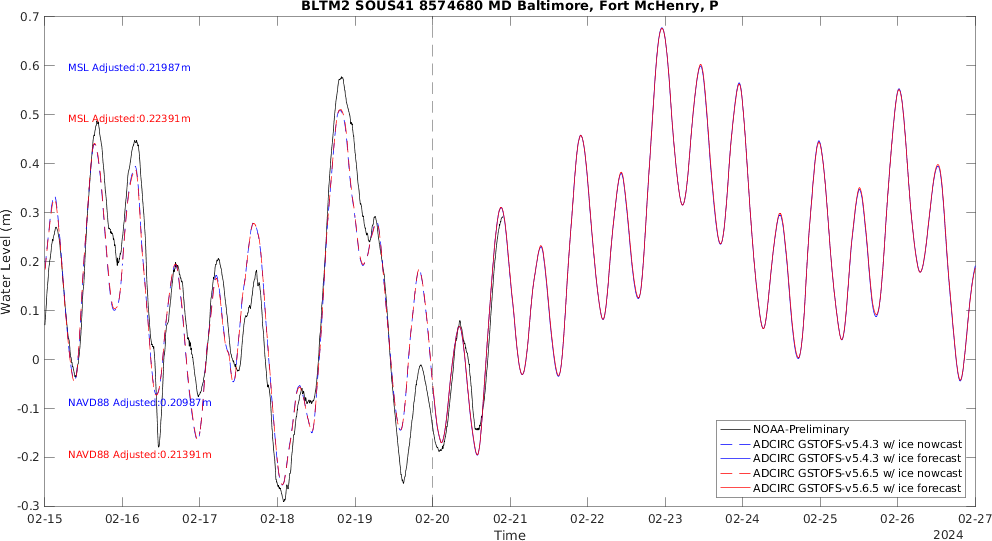 BLTM2 SOUS41 8574680 MD Baltimore, Fort McHenry, P
0.7
0.6
0.5
0.4
0.3
0.2
0.1
0
-0.1
-0.2
-0.3
Water Level (m)
MSL Adjusted:0.21987m
MSL Adjusted:0.22391m
NAVD88 Adjusted:0.20987m
NAVD88 Adjusted:0.21391m
NOAA-Preliminary
ADCIRC GSTOFS-v5.4.3 w/ ice nowcast
ADCIRC GSTOFS-v5.4.3 w/ ice forecast
ADCIRC GSTOFS-v5.6.5 w/ ice nowcast
ADCIRC GSTOFS-v5.6.5 w/ ice forecast
02-15 02-16 02-17 02-18 02-19 02-20 02-21 02-22 02-23 02-24 02-25 02-26 02-27
Time
2024